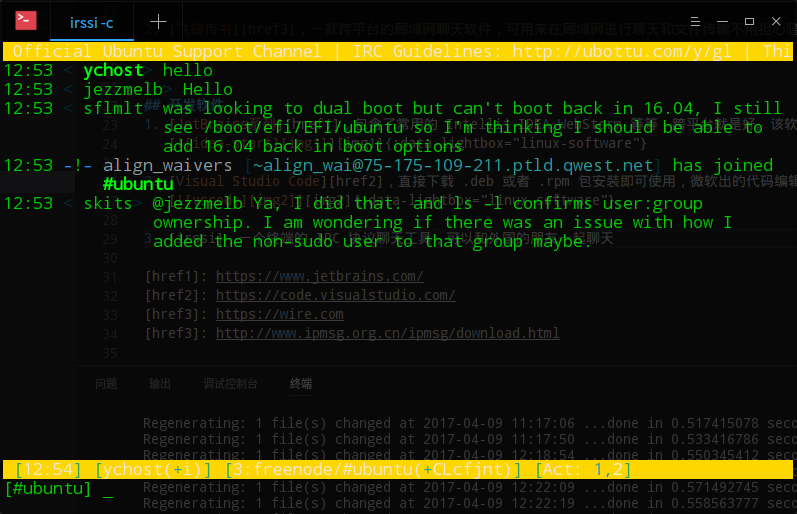 irssi -c
Official Ubuntu Support Channel | IRC Guidelines: http://ubottu.com/y/gl | Thi
12:53 < ychost> hello
12:53 < jezzmelb> Hello
12:53 < sflmlt> was looking to dual boot but can't boot back in 16.04, I still
see /boot/efi/EFI/ubuntu so I'm thinking I should be able to
add 16.04 back in boot options
12:53 -!- align_waivers [~align_wai@75-175-109-211.ptld.qwest.net] has joined
#ubuntu
12:53 < skits> @jezzmelb yar, I did that and ls -l confirms user:group
ownership. I am wondering if there was an issue with how I
added the non-sudo user to that group maybe.
30
31 [href1]: https://www.jetbrains.com/
32 [href2]: https://code.visualstudio.com/
33 [href3]: https://wire.com
34 [href3]: http://www.ipmsg.org.cn/ipmsg/download.html
35
问题 输出 调试控制台 终端
Regenerating: 1 file(s) changed at 2017-04-09 11:17:06 ...done in 0.517415078 seco
Regenerating: 1 file(s) changed at 2017-04-09 11:17:50 ...done in 0.533416786 seco
Regenerating: 1 file(s) changed at 2017-04-09 12:18:54 ...done in 0.550345412 seco
[12:54] [ychost(+i)] [3:freenode/#ubuntu(+CLcfjnt)] [Act: 1,2]
Regenerating: 1 file(s) changed at 2017-04-09 12:22:09 ...done in 0.571492745 seco
[#ubuntu] _
Regenerating: 1 file(s) changed at 2017-04-09 12:22:19 ...done in 0.558563777 seco